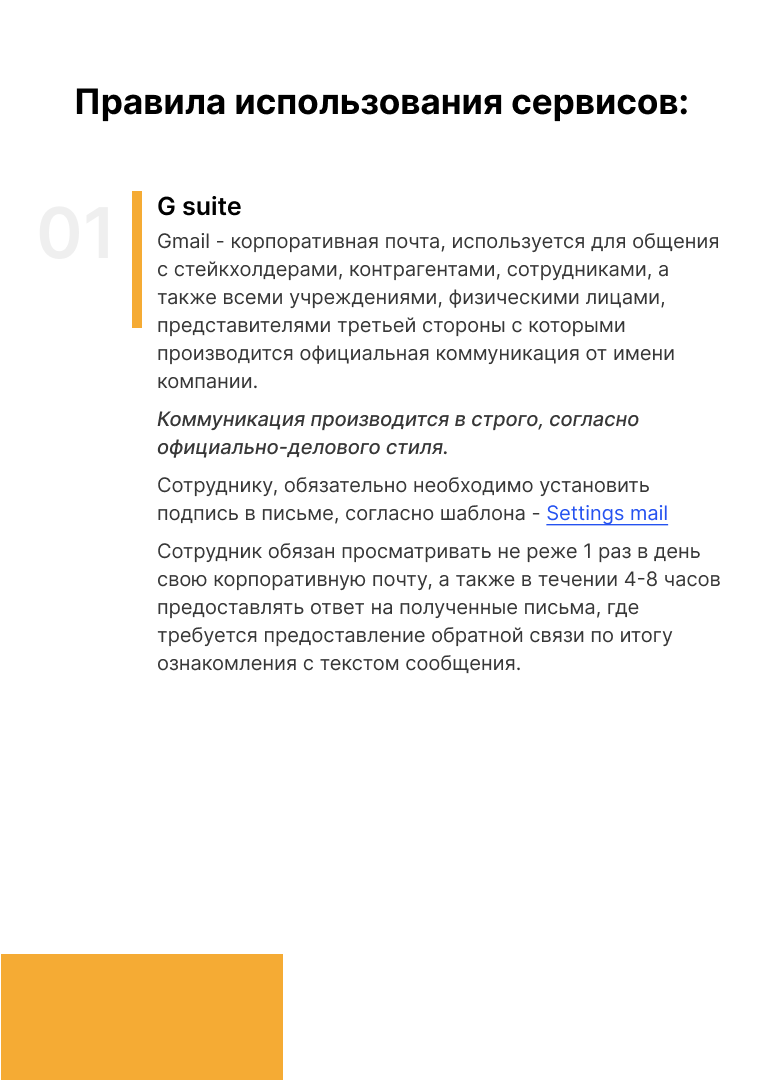 Правила использования сервисов:
01
G suite
Gmail - корпоративная почта, используется для общения
с стейкхолдерами, контрагентами, сотрудниками, а
также всеми учреждениями, физическими лицами,
представителями третьей стороны с которыми
производится официальная коммуникация от имени
компании.
Коммуникация производится в строго, согласно
официально-делового стиля.
Сотруднику, обязательно необходимо установить
подпись в письме, согласно шаблона - Settings mail
Сотрудник обязан просматривать не реже 1 раз в день
свою корпоративную почту, а также в течении 4-8 часов
предоставлять ответ на полученные письма, где
требуется предоставление обратной связи по итогу
ознакомления с текстом сообщения.